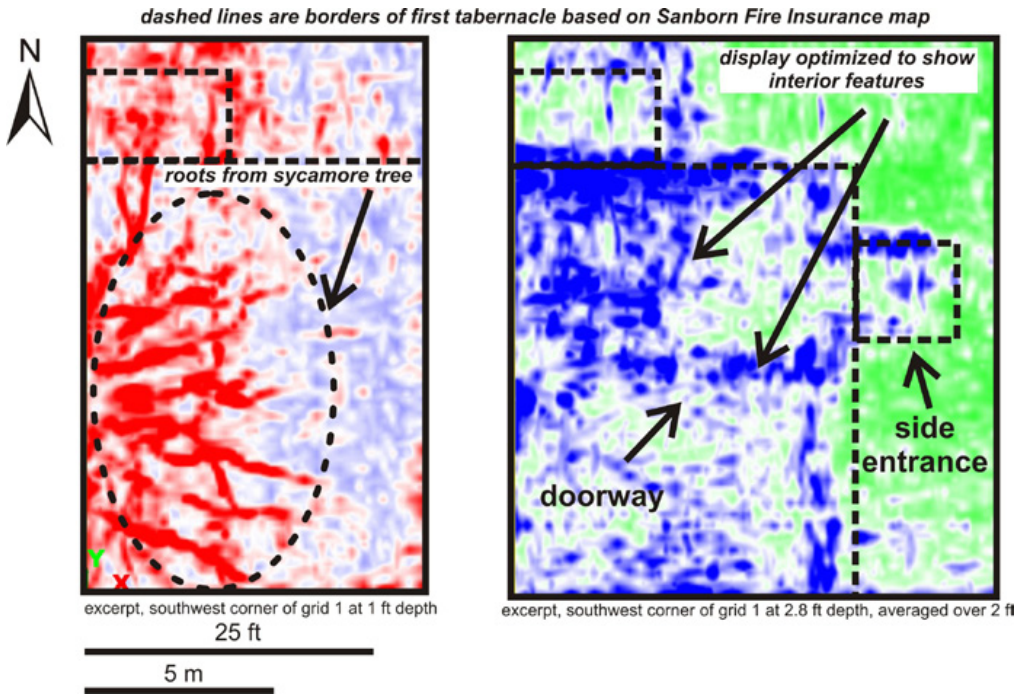 dashed lines are borders of first tabernacle based on Sanborn Fire Insurance map
N
roots from sycamore tree
Y
X
excerpt, southwest corner of grid 1 at 1 ft depth
25 ft
5 m
display optimized to show
interior features
side
entrance
doorway
excerpt, southwest corner of grid 1 at 2.8 ft depth, averaged over 2 ft